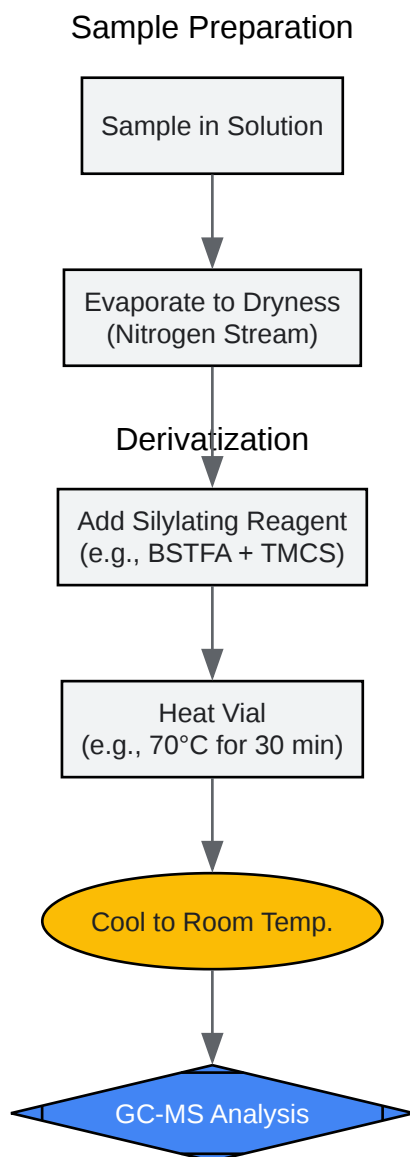 Sample Preparation
Sample in Solution
Evaporate to Dryness
(Nitrogen Stream)
Derivatization
Add Silylating Reagent
(e.g., BSTFA + TMCS)
Heat Vial
(e.g., 70°C for 30 min)
Cool to Room Temp.
GC-MS Analysis